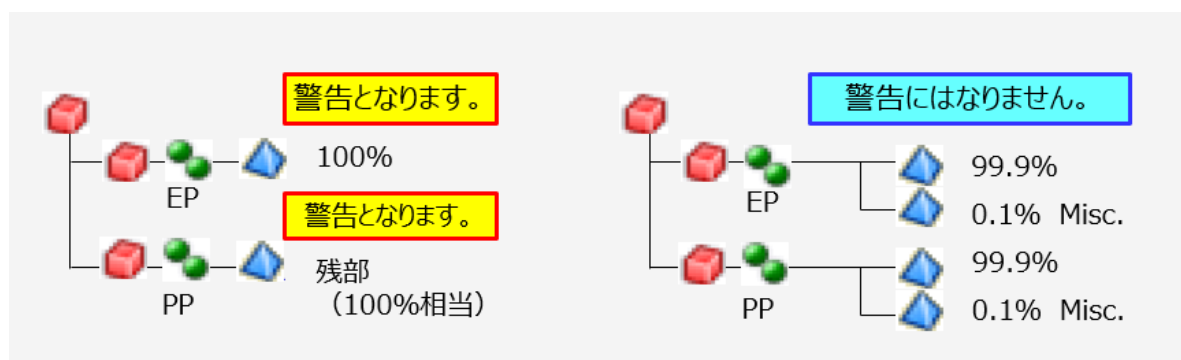 警告となります。
100%
EP
警告となります。
残部
（100%相当）
PP
警告にはなりません。
99.9%
EP
0.1% Misc.
99.9%
PP
0.1% Misc.